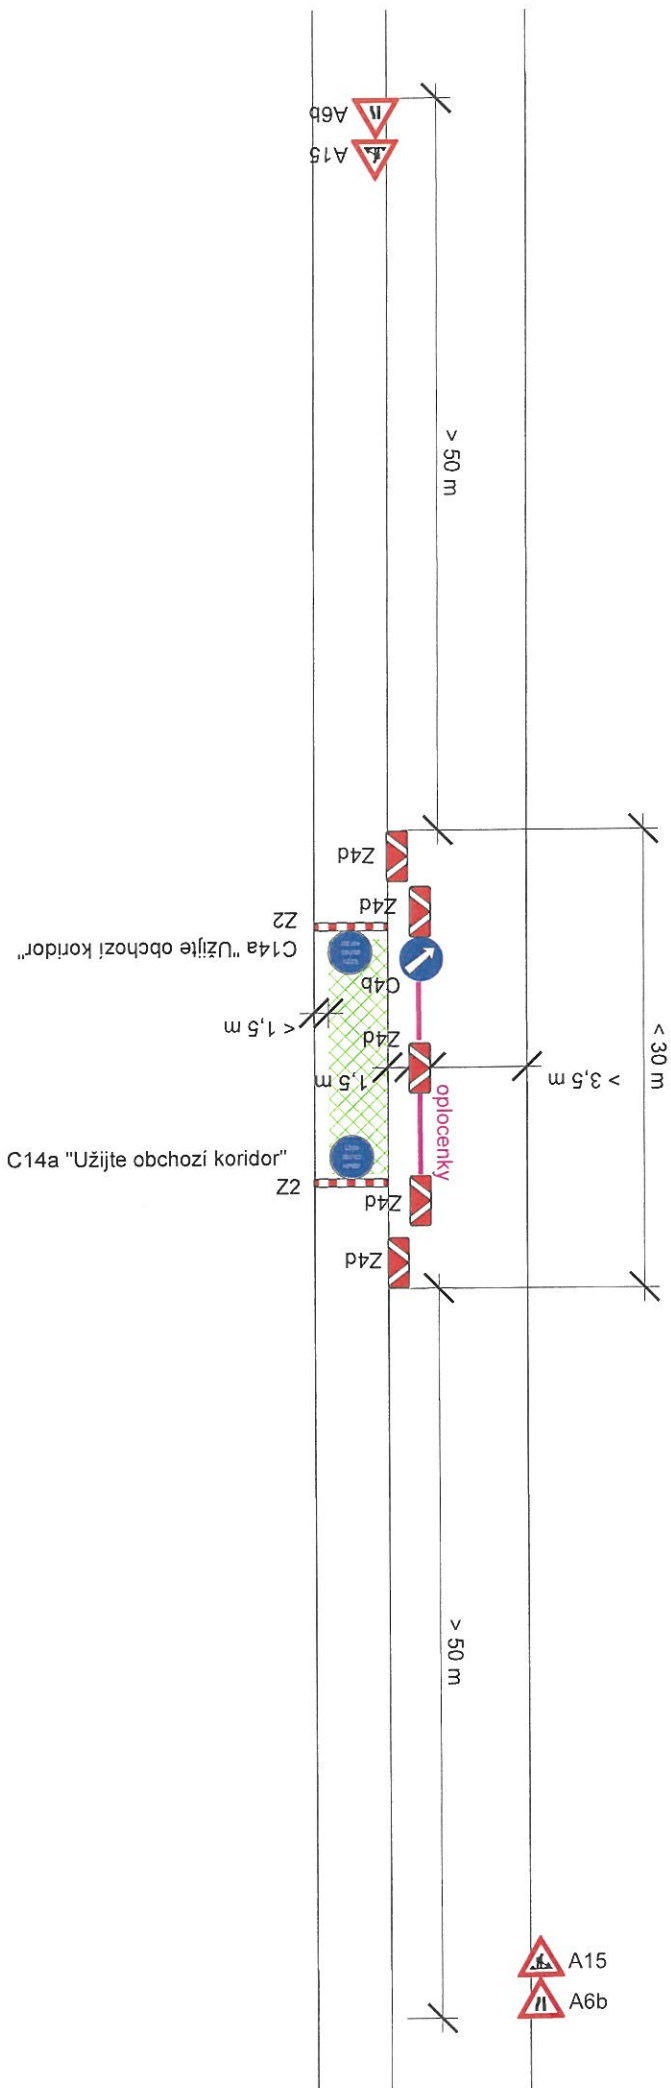 A6b
A15
> 50 m
Z4d
Z4d
Z2
C14a "Užijte obchozí koridor"
C4b
< 1,5 m
Z4d
1,5 m
> 3,5 m
< 30 m
oplocenky
C14a "Užijte obchozí koridor"
Z2
Z4d
Z4d
> 50 m
A15
A6b